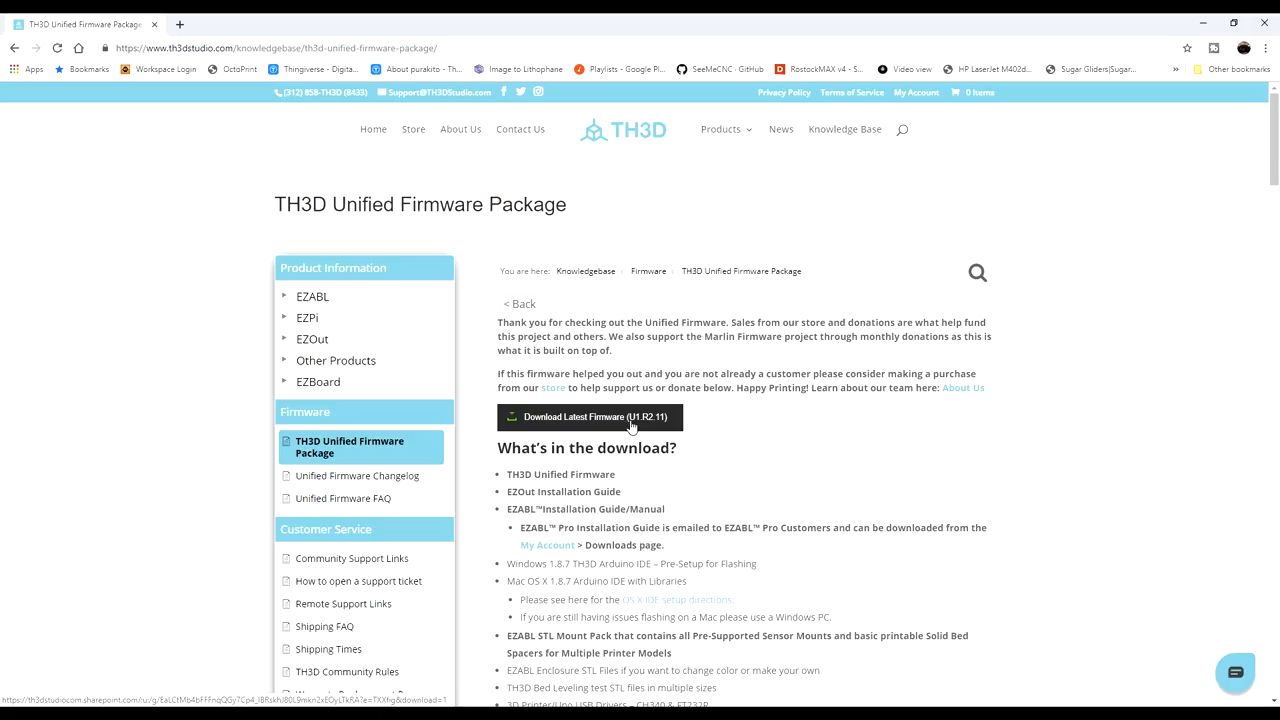 TH3D Unified Firmware Package
https://www.th3dstudio.com/knowledgebase/th3d-unified-firmware-package/
Apps Bookmarks Workspace Login OctoPrint Thingiverse - Digita... About purakito - Th... Image to Lithophane Playlists - Google Pl... SeeMeCNC · GitHub RostockMAX v4 - S... Video view HP LaserJet M402d... Sugar Gliders|Sugar... » Other bookmarks
(312) 858-TH3D (8433) Support@TH3DStudio.com Privacy Policy Terms of Service My Account 0 Items
Home Store About Us Contact Us TH3D Products News Knowledge Base
TH3D Unified Firmware Package
Product Information
EZABL
EZPi
EZOut
Other Products
EZBoard
Firmware
TH3D Unified Firmware
Package
Unified Firmware Changelog
Unified Firmware FAQ
Customer Service
Community Support Links
How to open a support ticket
Remote Support Links
Shipping FAQ
Shipping Times
TH3D Community Rules
You are here: Knowledgebase Firmware TH3D Unified Firmware Package
< Back
Thank you for checking out the Unified Firmware. Sales from our store and donations are what help fund
this project and others. We also support the Marlin Firmware project through monthly donations as this is
what it is built on top of.
If this firmware helped you out and you are not already a customer please consider making a purchase
from our store to help support us or donate below. Happy Printing! Learn about our team here: About Us
Download Latest Firmware (U1.R2.11)
What's in the download?
• TH3D Unified Firmware
• EZOut Installation Guide
• EZABL™Installation Guide/Manual
• EZABL™ Pro Installation Guide is emailed to EZABL™ Pro Customers and can be downloaded from the
My Account > Downloads page.
• Windows 1.8.7 TH3D Arduino IDE – Pre-Setup for Flashing
• Mac OS X 1.8.7 Arduino IDE with Libraries
• Please see here for the OS X IDE setup directions.
• If you are still having issues flashing on a Mac please use a Windows PC.
• EZABL STL Mount Pack that contains all Pre-Supported Sensor Mounts and basic printable Solid Bed
Spacers for Multiple Printer Models
• EZABL Enclosure STL Files if you want to change color or make your own
• TH3D Bed Leveling test STL files in multiple sizes
• 3D Printer/Uno USB Drivers – CH340 & FT232R